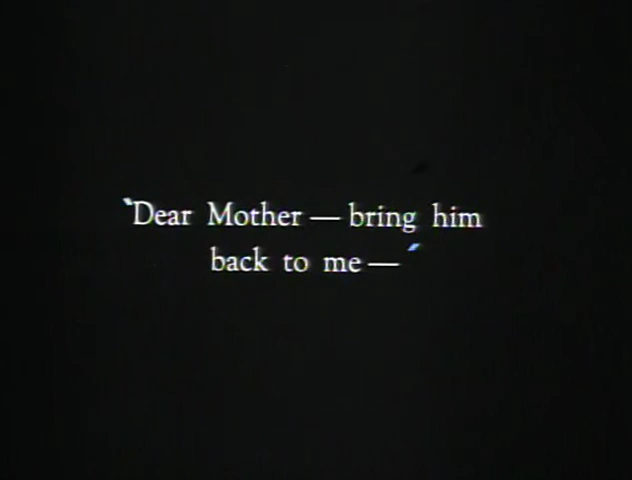 "Dear Mother — bring him
back to me — "